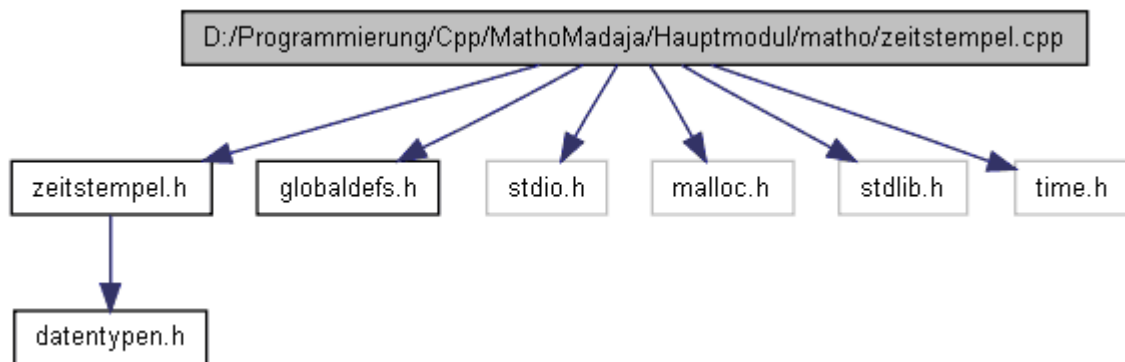 D:/Programmierung/Cpp/MathoMadaja/Hauptmodul/matho/zeitstempel.cpp
zeitstempel.h
globaldefs.h
stdio.h
malloc.h
stdlib.h
time.h
datentypen.h